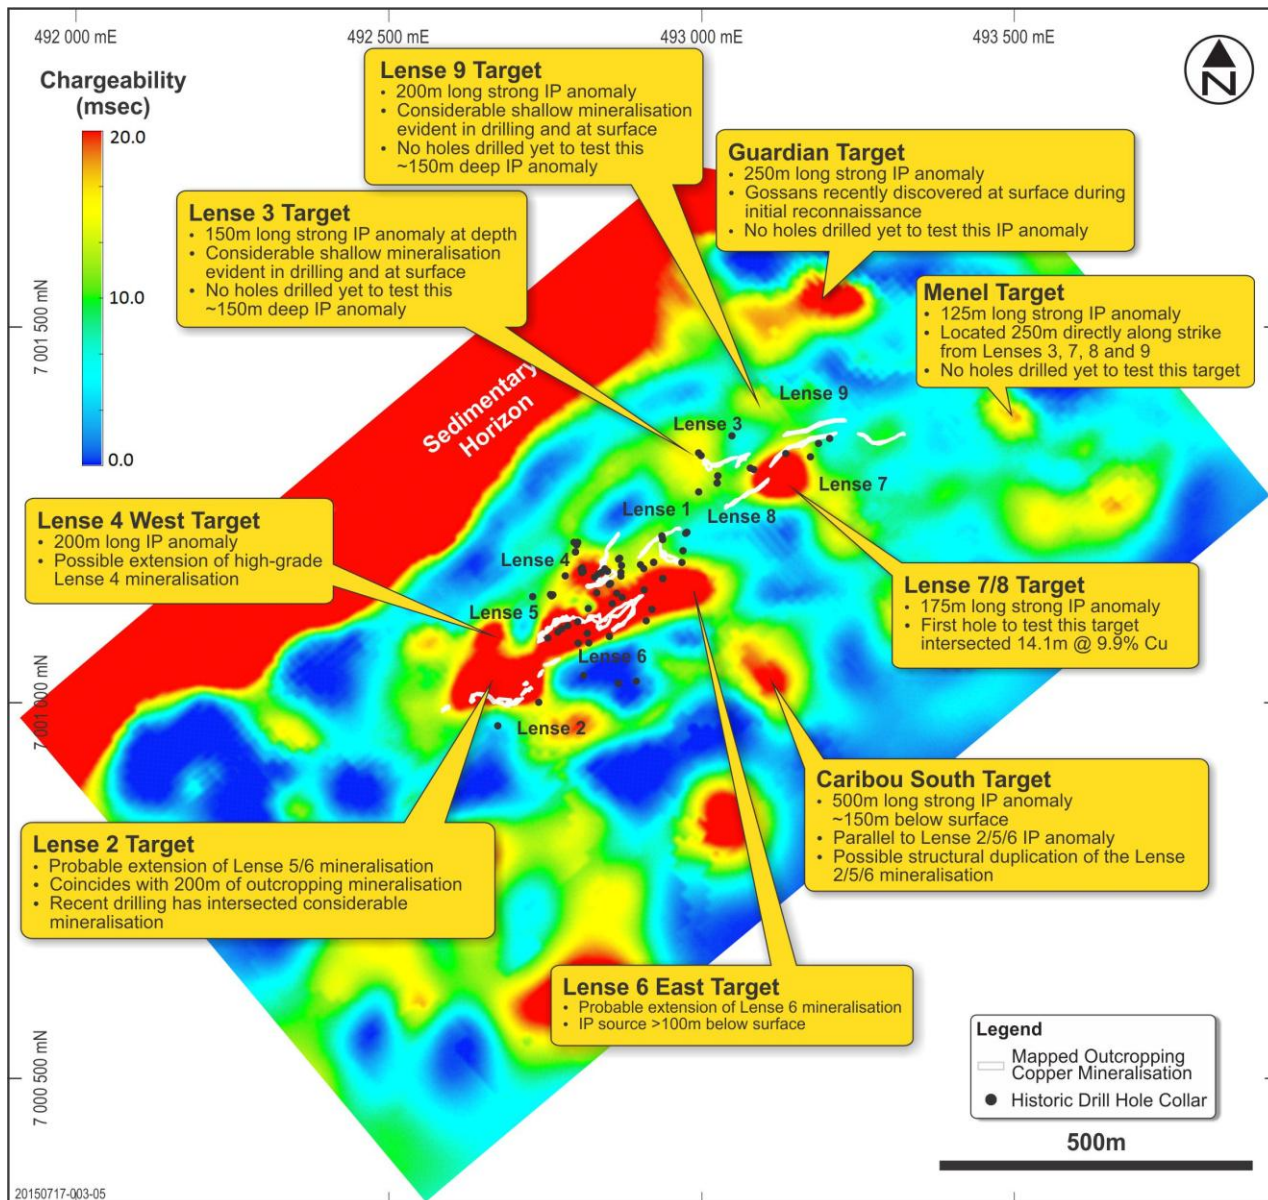 492 000 mE
492 500 mE
493 000 mE
493 500 mE
N
Chargeability
(msec)
20.0
10.0
0.0
7 001 500 mN
7 001 000 mN
7 000 500 mN
Lense 9 Target
• 200m long strong IP anomaly
• Considerable shallow mineralisation
evident in drilling and at surface
• No holes drilled yet to test this
~150m deep IP anomaly
Guardian Target
• 250m long strong IP anomaly
• Gossans recently discovered at surface during
initial reconnaissance
• No holes drilled yet to test this IP anomaly
Lense 3 Target
• 150m long strong IP anomaly at depth
• Considerable shallow mineralisation
evident in drilling and at surface
• No holes drilled yet to test this
~150m deep IP anomaly
Menel Target
• 125m long strong IP anomaly
• Located 250m directly along strike
from Lenses 3, 7, 8 and 9
• No holes drilled yet to test this target
Sedimentary
Horizon
Lense 9
Lense 3
Lense 7
Lense 1
Lense 8
Lense 4
Lense 5
Lense 6
Lense 2
Lense 4 West Target
• 200m long IP anomaly
• Possible extension of high-grade
Lense 4 mineralisation
Lense 7/8 Target
• 175m long strong IP anomaly
• First hole to test this target
intersected 14.1m @ 9.9% Cu
Caribou South Target
• 500m long strong IP anomaly
~150m below surface
• Parallel to Lense 2/5/6 IP anomaly
• Possible structural duplication of the Lense
2/5/6 mineralisation
Lense 2 Target
• Probable extension of Lense 5/6 mineralisation
• Coincides with 200m of outcropping mineralisation
• Recent drilling has intersected considerable
mineralisation
Lense 6 East Target
• Probable extension of Lense 6 mineralisation
• IP source >100m below surface
Legend
Mapped Outcropping
Copper Mineralisation
Historic Drill Hole Collar
500m
20150717-003-05